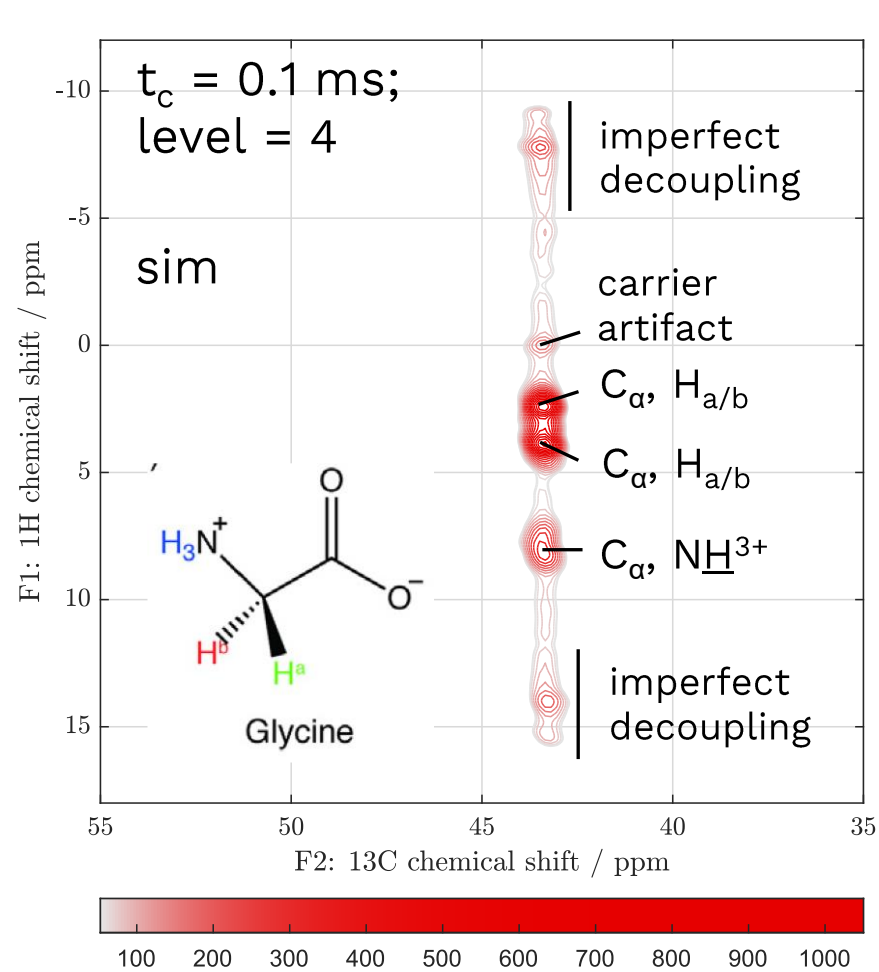 t_c = 0.1 ms;
level = 4
sim
imperfect
decoupling
carrier
artifact
C_α, H_a/b
C_α, H_a/b
C_α, NH³⁺
imperfect
decoupling
′
O
H₃N⁺
O⁻
Hᵇ
Hᵃ
Glycine
F1: 1H chemical shift / ppm
-10
-5
0
5
10
15
55 50 45 40 35
F2: 13C chemical shift / ppm
100 200 300 400 500 600 700 800 900 1000